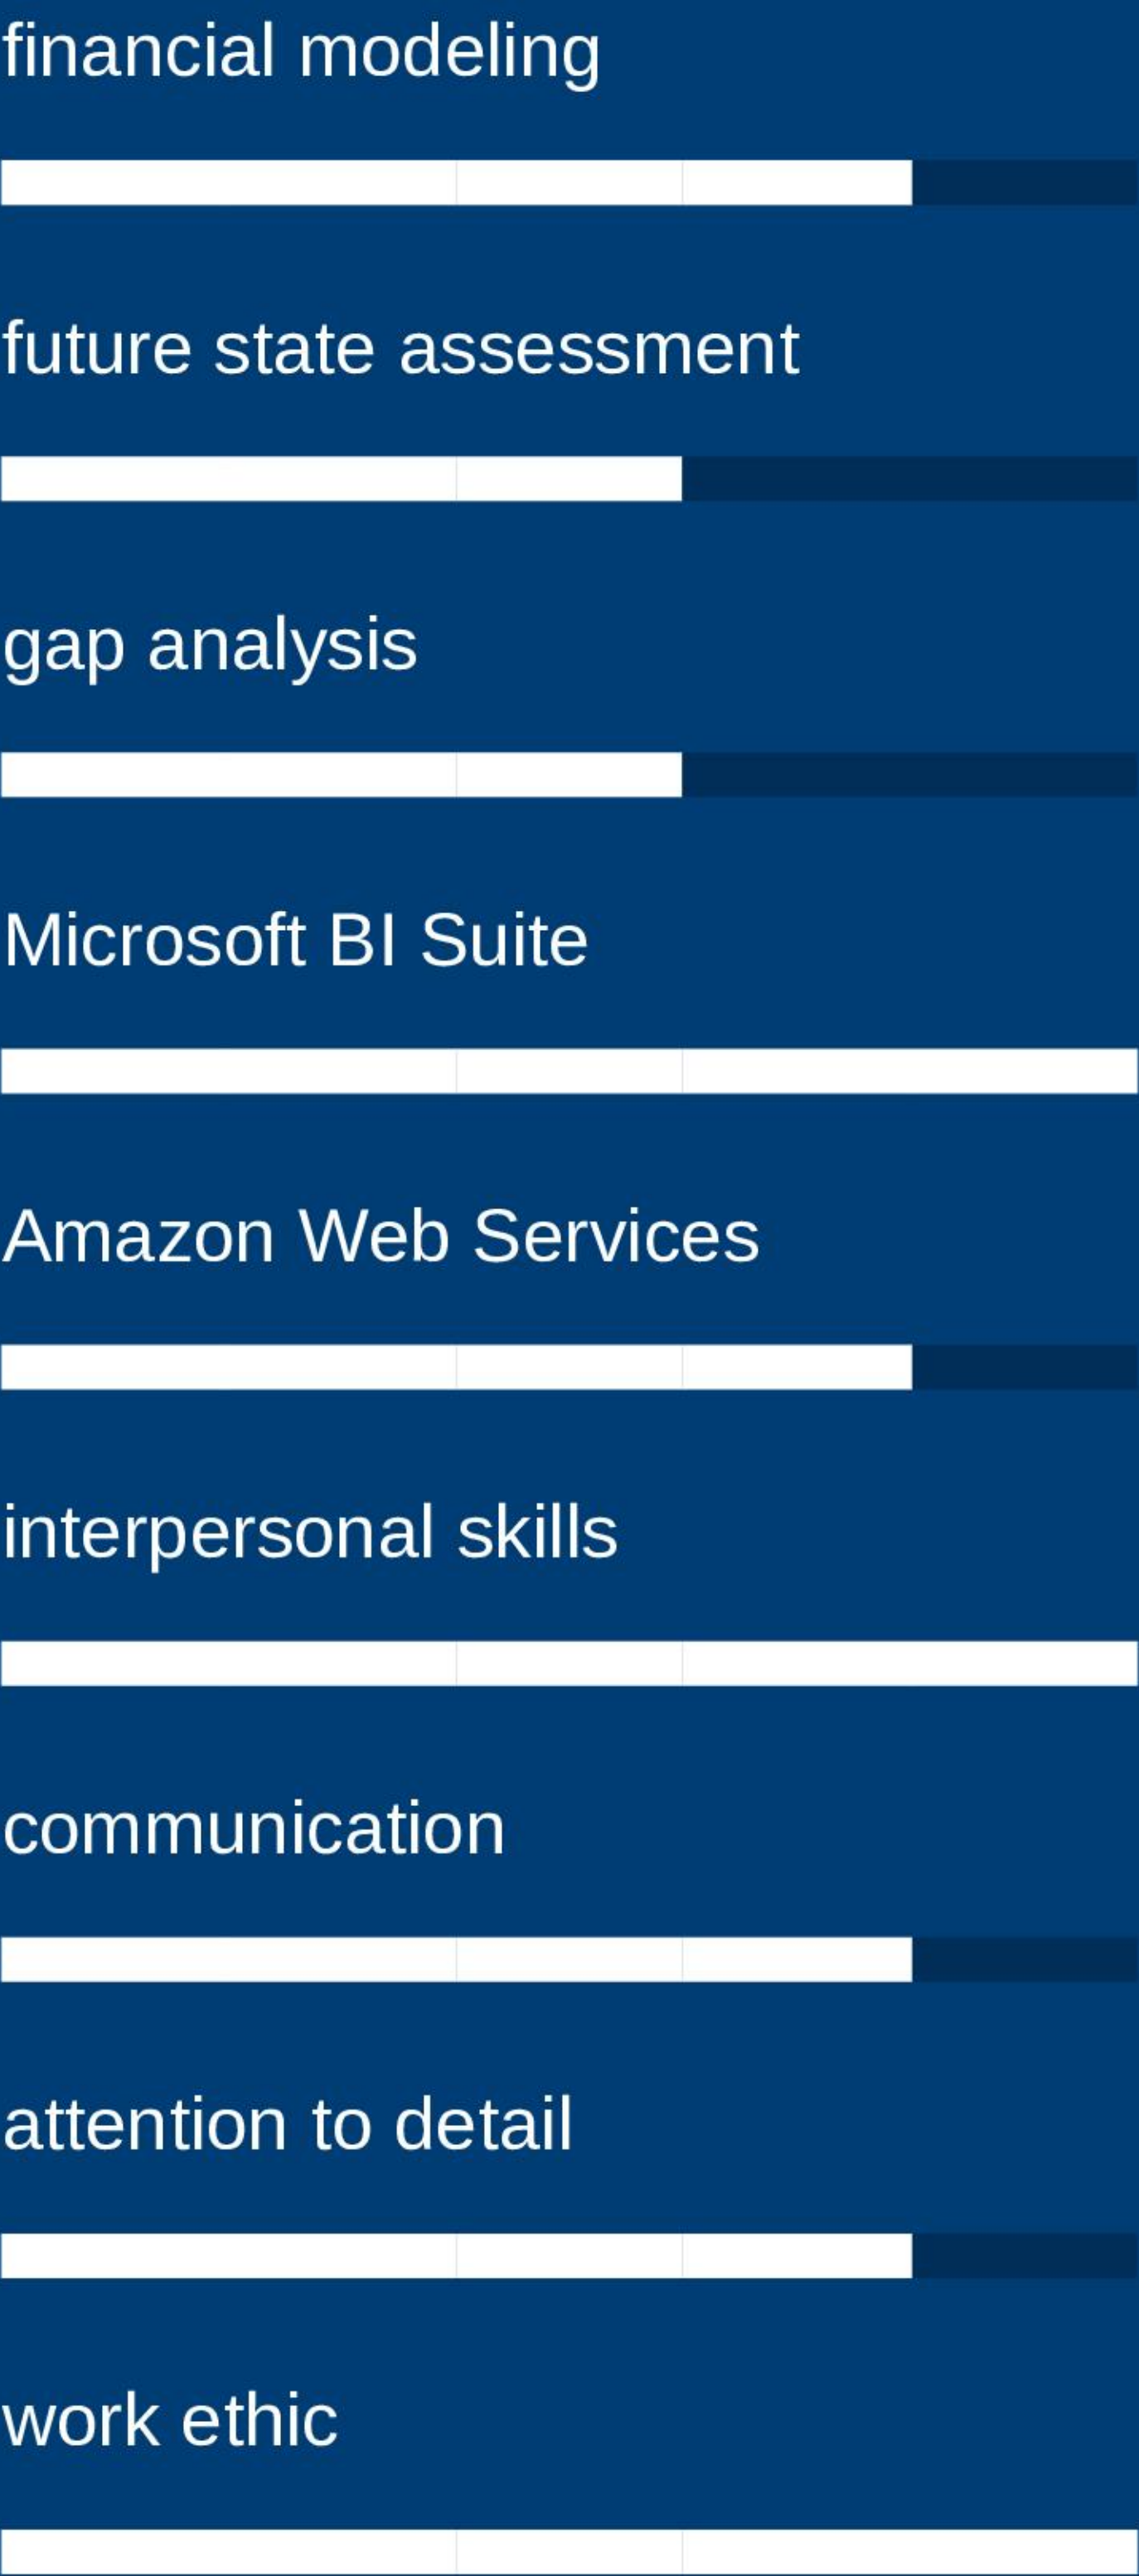 financial modeling
future state assessment
gap analysis
Microsoft BI Suite
Amazon Web Services
interpersonal skills
communication
attention to detail
work ethic